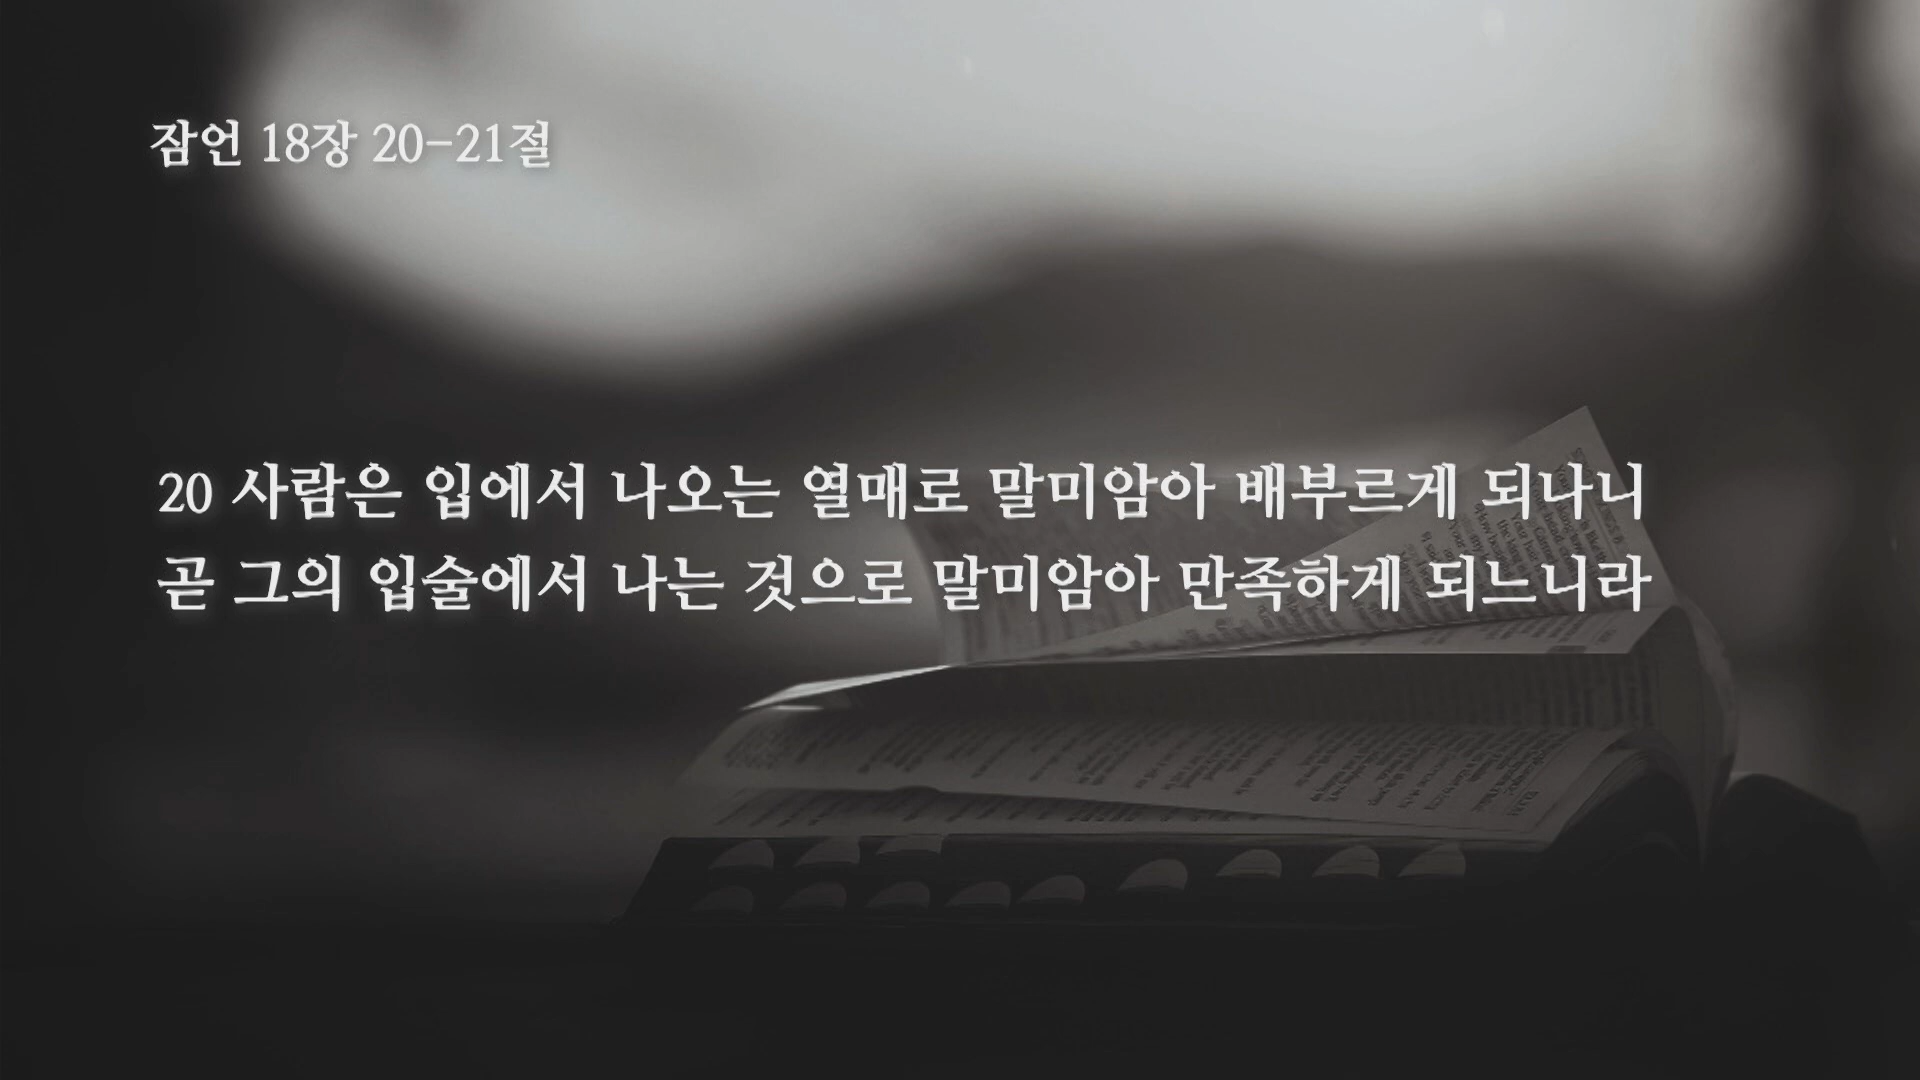 잠언 18장 20-21절
20 사람은 입에서 나오는 열매로 말미암아 배부르게 되나니
곧 그의 입술에서 나는 것으로 말미암아 만족하게 되느니라